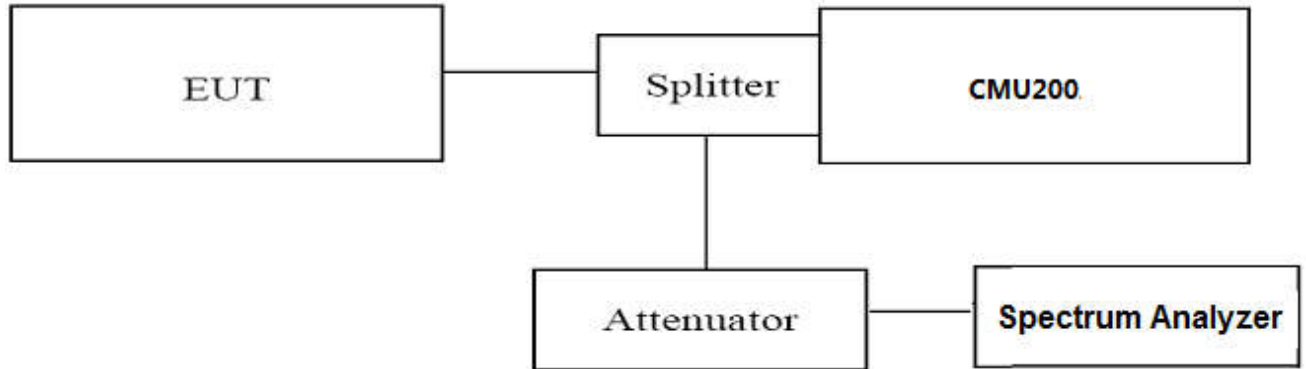 EUT
Splitter
CMU200.
Attenuator
Spectrum Analyzer